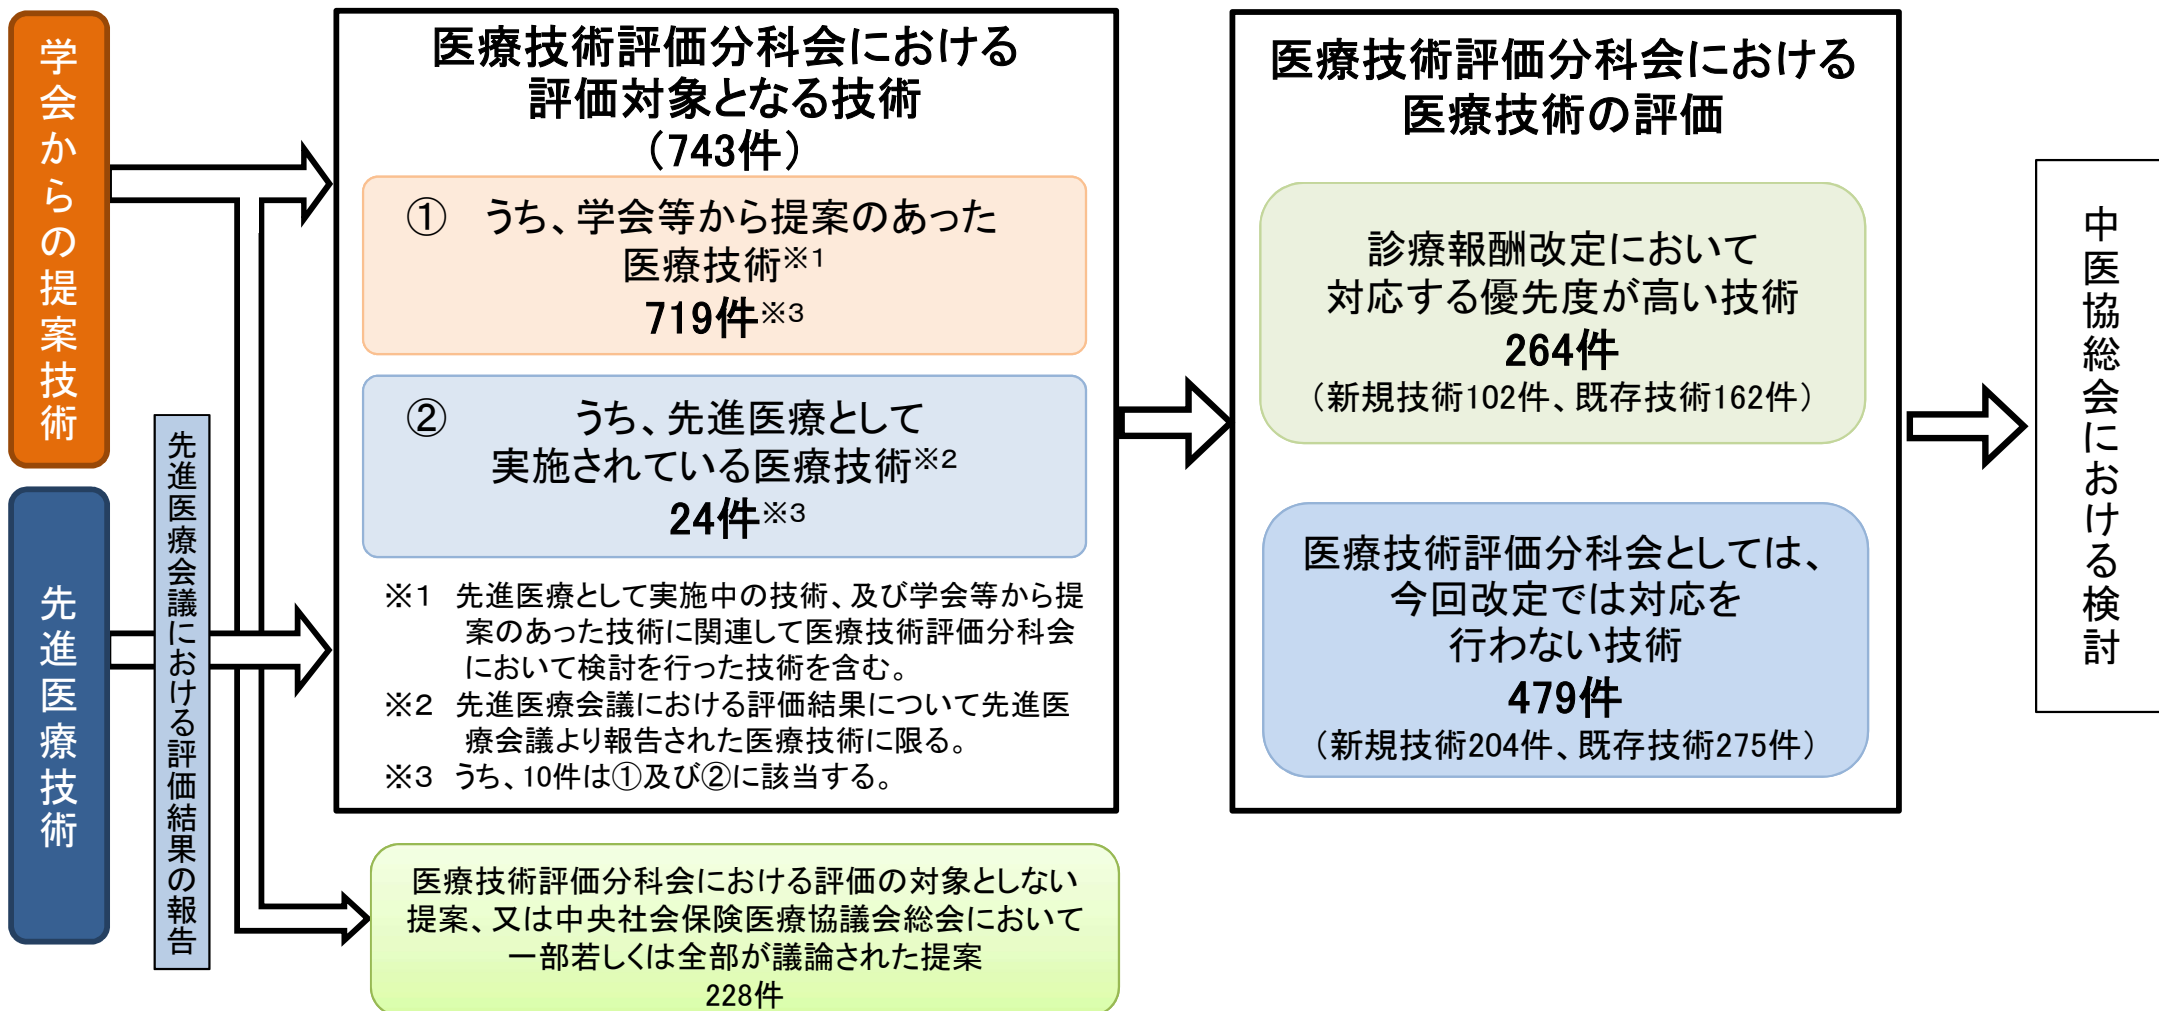 学会からの提案技術
先進医療技術
先進医療会議における評価結果の報告
医療技術評価分科会における
評価対象となる技術
（743件）
① うち、学会等から提案のあった
医療技術※1
719件※3
② うち、先進医療として
実施されている医療技術※2
24件※3
※1 先進医療として実施中の技術、及び学会等から提
案のあった技術に関連して医療技術評価分科会
において検討を行った技術を含む。
※2 先進医療会議における評価結果について先進医
療会議より報告された医療技術に限る。
※3 うち、10件は①及び②に該当する。
医療技術評価分科会における評価の対象としない
提案、又は中央社会保険医療協議会総会において
一部若しくは全部が議論された提案
228件
医療技術評価分科会における
医療技術の評価
診療報酬改定において
対応する優先度が高い技術
264件
（新規技術102件、既存技術162件）
医療技術評価分科会としては、
今回改定では対応を
行わない技術
479件
（新規技術204件、既存技術275件）
中医協総会における検討